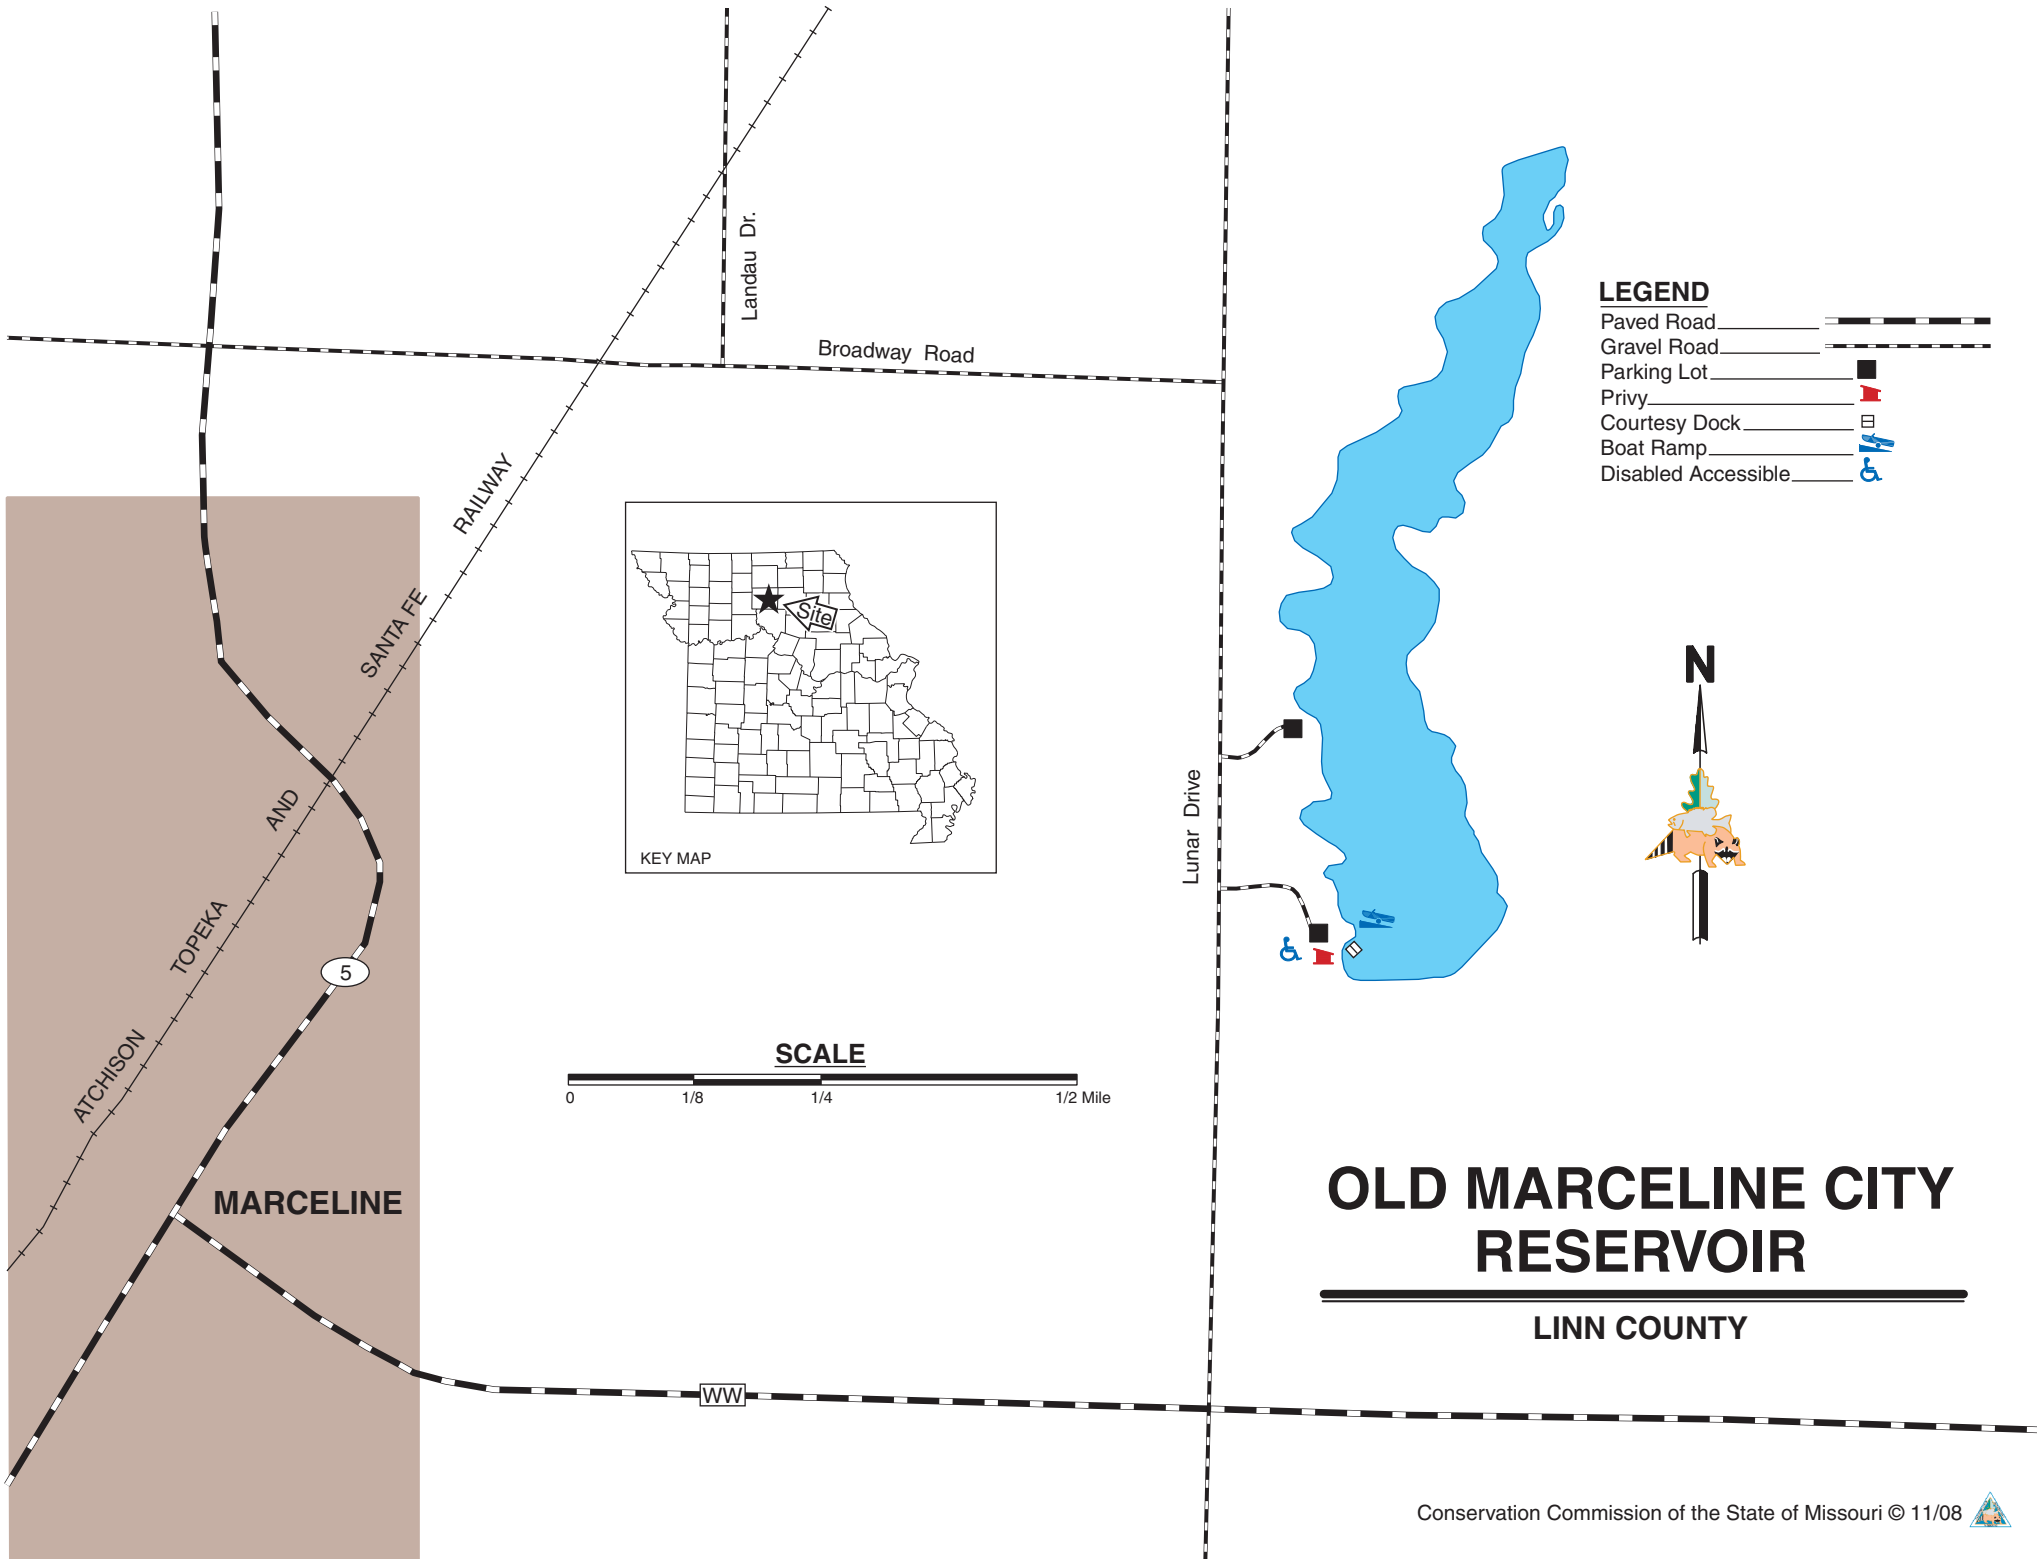 Landau Dr.
Broadway Road
LEGEND
Paved Road
Gravel Road
Parking Lot
Privy
Courtesy Dock
Boat Ramp
Disabled Accessible
ATCHISON TOPEKA AND SANTA FE RAILWAY
Site
KEY MAP
N
Lunar Drive
5
SCALE
0 1/8 1/4 1/2 Mile
MARCELINE
OLD MARCELINE CITY
RESERVOIR
LINN COUNTY
WW
Conservation Commission of the State of Missouri © 11/08